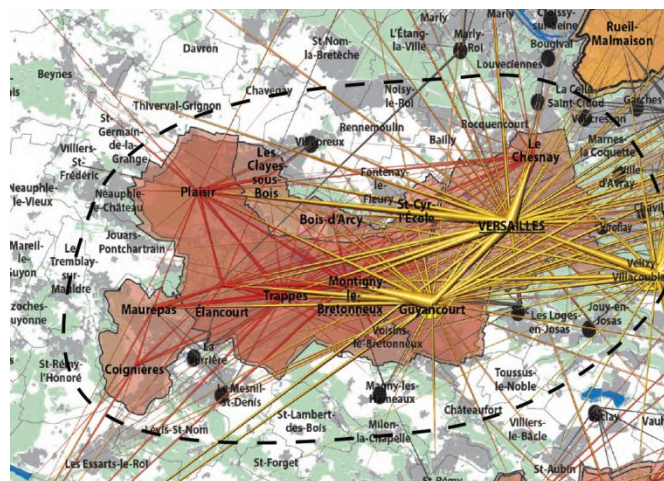 Marly
Marly
Croissy-
sur-Seine
Rueil-
Malmaison
L'Étang-
la-Ville
Marly-
le-Roi
Bougival
Davron
St-Nom
la-Bretèche
Louveciennes
Beynes
Chavenay
Noisy-
le-Roi
La Celle
Saint-Cloud
Garches
Thiverval-Grignon
Vaucresson
Rennemoulin
Rocquencourt
St-
Germain-
de-la-
Grange
Villepreux
Bailly
Le
Chesnay
Marnes-
la-Coquette
Les
Clayes
sous-
Bois
Villiers-
St-
Frédéric
Fontenay-
le-
Fleury
Ville
d'Avray
Plaisir
Neauphle-
le-Vieux
Neauphle-
le-Château
St-Cyr-
l'École
Bois-d'Arcy
VERSAILLES
Chaville
Viroflay
Jouars-
Pontchartrain
Mareil-
le-
Guyon
Le
Tremblay-
sur-
Mauldre
Vélizy
Villacoublay
Montigny-
le-
Bretonneux
Trappes
Élancourt
Maurepas
Guyancourt
Buc
Jouy-en
Josas
Les Loges-
en-Josas
Voisins-
le-Bretonneux
La
Verrière
Coignières
St-Rémy-
l'Honoré
Toussus-
le-Noble
Le Mesnil-
St-Denis
Magny-les-
Hameaux
Châteaufort
Saclay
St-Lambert-
des-Bois
Milon-
la-Chapelle
Villiers-
le-Bâcle
Lévis-St-Nom
Les Essarts-le-Roi
St-Forget
St-Aubin